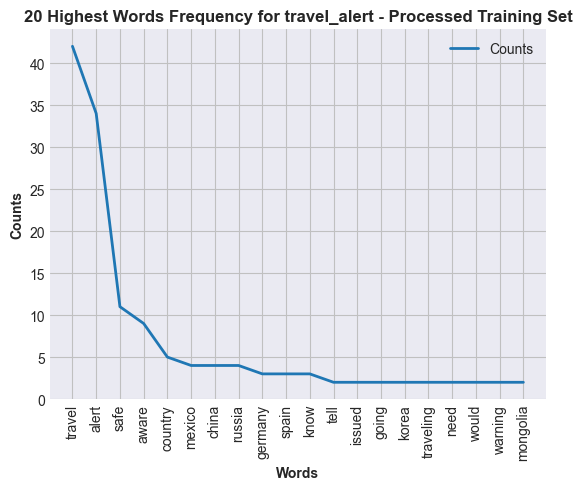 20 Highest Words Frequency for travel_alert - Processed Training Set
Counts
Counts
40
35
30
25
20
15
10
5
0
travel
alert
safe
aware
country
mexico
china
russia
germany
spain
know
tell
issued
going
korea
traveling
need
would
warning
mongolia
Words